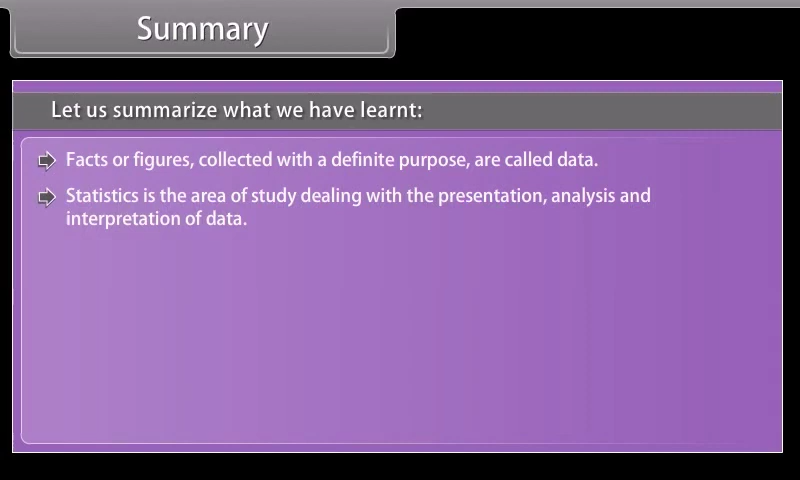 Summary
Let us summarize what we have learnt:
Facts or figures, collected with a definite purpose, are called data.
Statistics is the area of study dealing with the presentation, analysis and
interpretation of data.